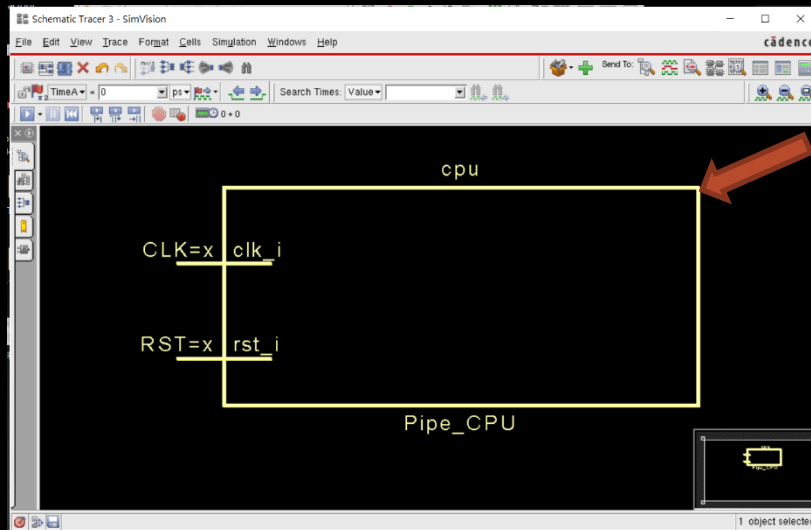 Schematic Tracer 3 - SimVision
File Edit View Trace Format Cells Simulation Windows Help
cādence
Send To:
TimeA = 0 ps
Search Times: Value
0 + 0
cpu
CLK=x clk_i
RST=x rst_i
Pipe_CPU
1 object selected